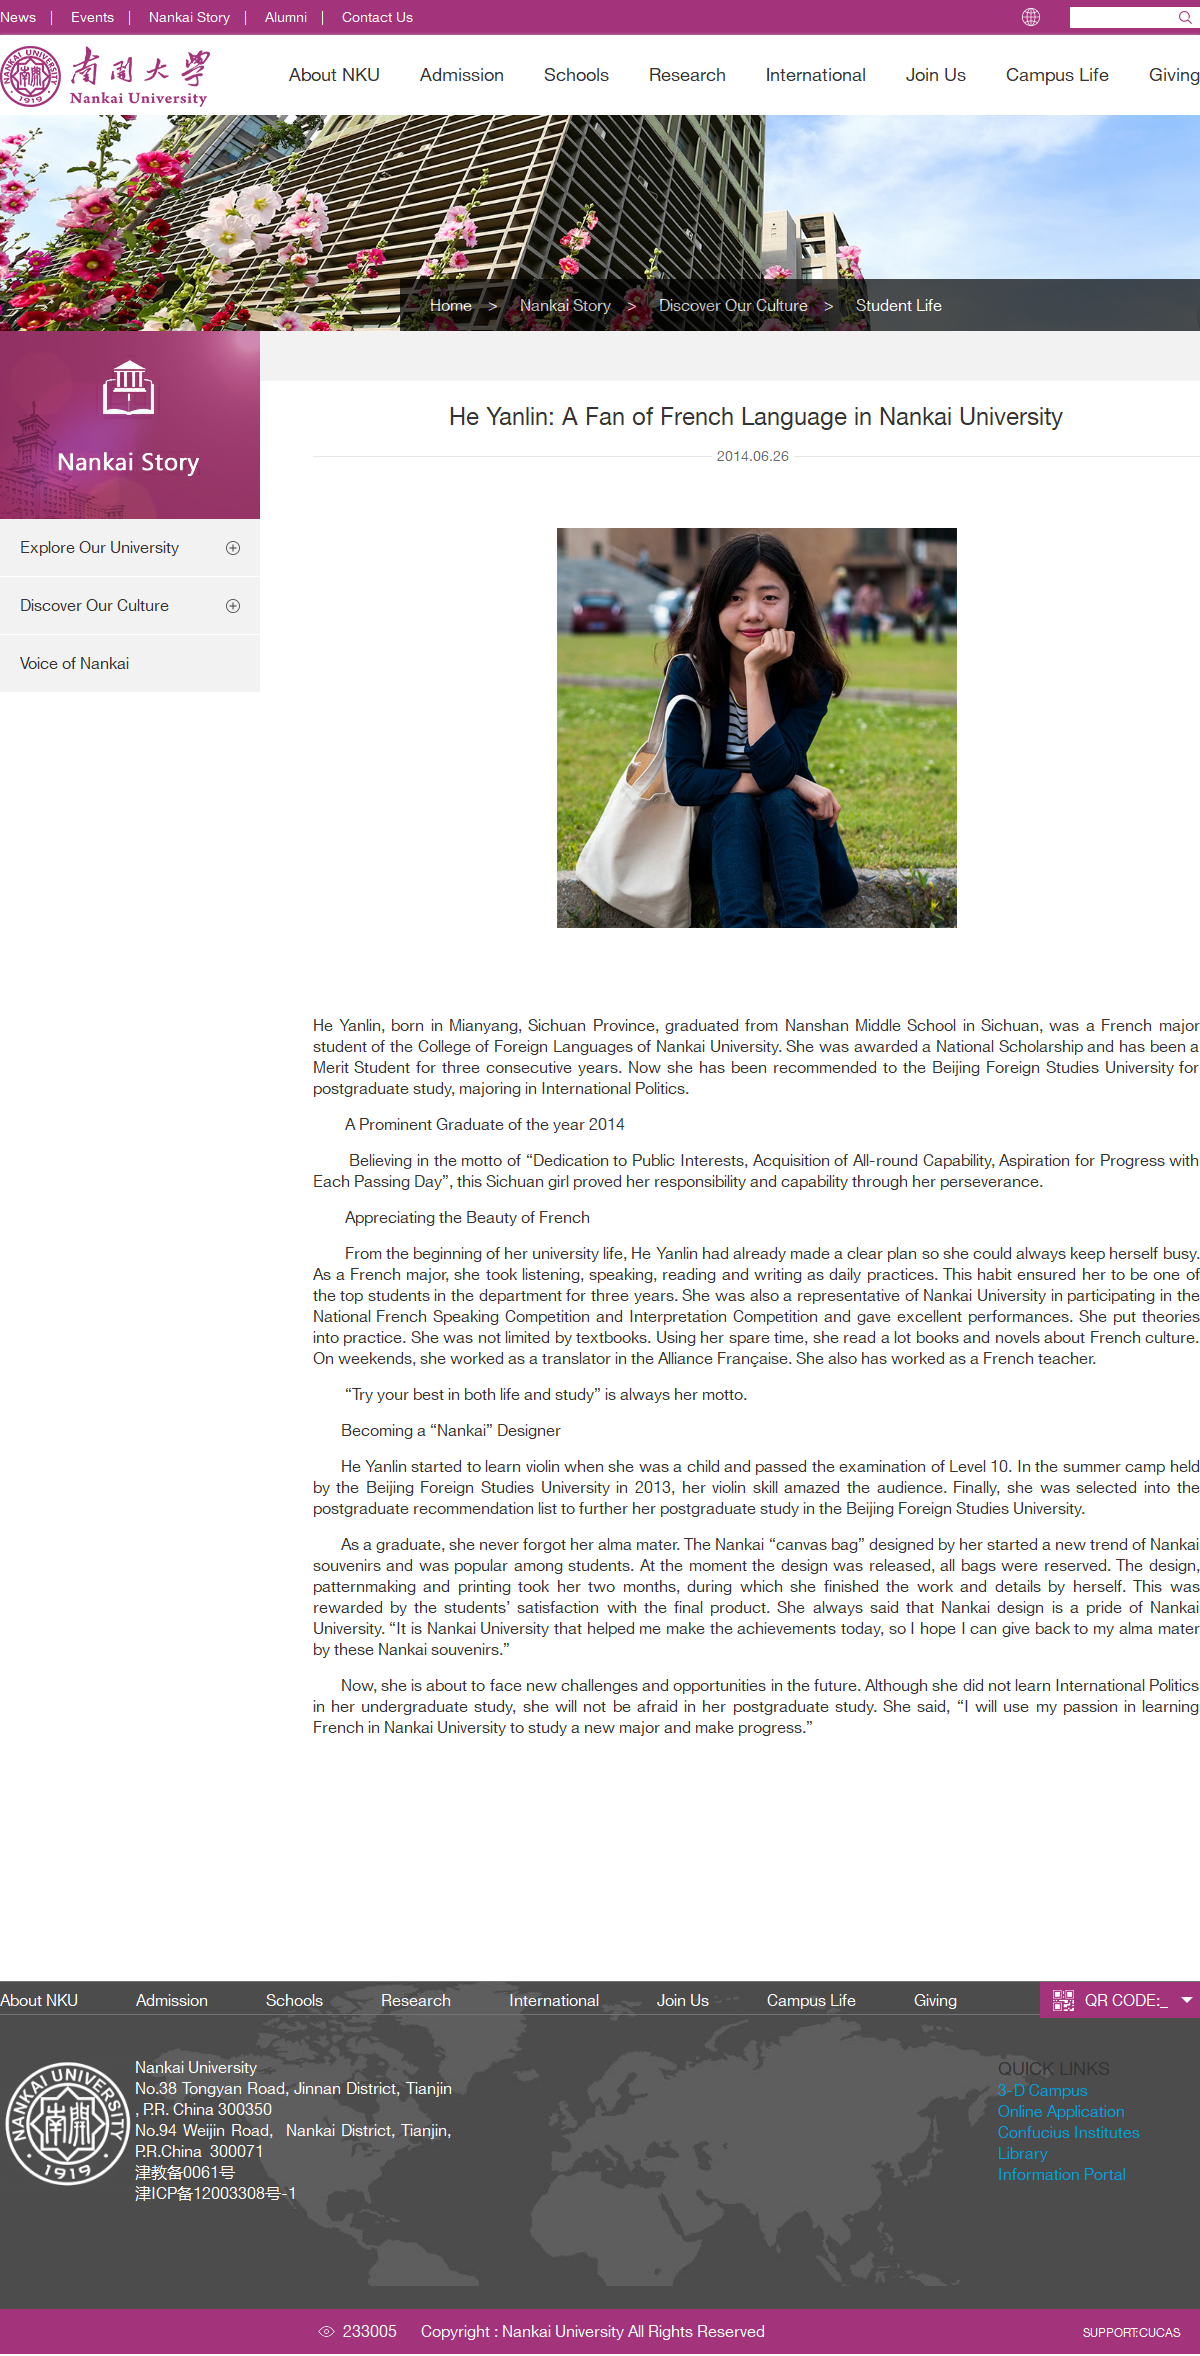 News | Events | Nankai Story | Alumni | Contact Us
NANKAI UNIVERSITY
1919
南開大學
Nankai University
About NKU Admission Schools Research International Join Us Campus Life Giving
Home > Nankai Story > Discover Our Culture > Student Life
Nankai Story
Explore Our University
Discover Our Culture
Voice of Nankai
He Yanlin: A Fan of French Language in Nankai University
2014.06.26
He Yanlin, born in Mianyang, Sichuan Province, graduated from Nanshan Middle School in Sichuan, was a French major
student of the College of Foreign Languages of Nankai University. She was awarded a National Scholarship and has been a
Merit Student for three consecutive years. Now she has been recommended to the Beijing Foreign Studies University for
postgraduate study, majoring in International Politics.
A Prominent Graduate of the year 2014
Believing in the motto of “Dedication to Public Interests, Acquisition of All-round Capability, Aspiration for Progress with
Each Passing Day”, this Sichuan girl proved her responsibility and capability through her perseverance.
Appreciating the Beauty of French
From the beginning of her university life, He Yanlin had already made a clear plan so she could always keep herself busy.
As a French major, she took listening, speaking, reading and writing as daily practices. This habit ensured her to be one of
the top students in the department for three years. She was also a representative of Nankai University in participating in the
National French Speaking Competition and Interpretation Competition and gave excellent performances. She put theories
into practice. She was not limited by textbooks. Using her spare time, she read a lot books and novels about French culture.
On weekends, she worked as a translator in the Alliance Française. She also has worked as a French teacher.
“Try your best in both life and study” is always her motto.
Becoming a “Nankai” Designer
He Yanlin started to learn violin when she was a child and passed the examination of Level 10. In the summer camp held
by the Beijing Foreign Studies University in 2013, her violin skill amazed the audience. Finally, she was selected into the
postgraduate recommendation list to further her postgraduate study in the Beijing Foreign Studies University.
As a graduate, she never forgot her alma mater. The Nankai “canvas bag” designed by her started a new trend of Nankai
souvenirs and was popular among students. At the moment the design was released, all bags were reserved. The design,
patternmaking and printing took her two months, during which she finished the work and details by herself. This was
rewarded by the students’ satisfaction with the final product. She always said that Nankai design is a pride of Nankai
University. “It is Nankai University that helped me make the achievements today, so I hope I can give back to my alma mater
by these Nankai souvenirs.”
Now, she is about to face new challenges and opportunities in the future. Although she did not learn International Politics
in her undergraduate study, she will not be afraid in her postgraduate study. She said, “I will use my passion in learning
French in Nankai University to study a new major and make progress.”
About NKU Admission Schools Research International Join Us Campus Life Giving QR CODE:_
NANKAI UNIVERSITY
南開
1919
Nankai University
No.38 Tongyan Road, Jinnan District, Tianjin
, P.R. China 300350
No.94 Weijin Road, Nankai District, Tianjin,
P.R.China 300071
津教备0061号
津ICP备12003308号-1
QUICK LINKS
3-D Campus
Online Application
Confucius Institutes
Library
Information Portal
233005 Copyright : Nankai University All Rights Reserved
SUPPORT:CUCAS